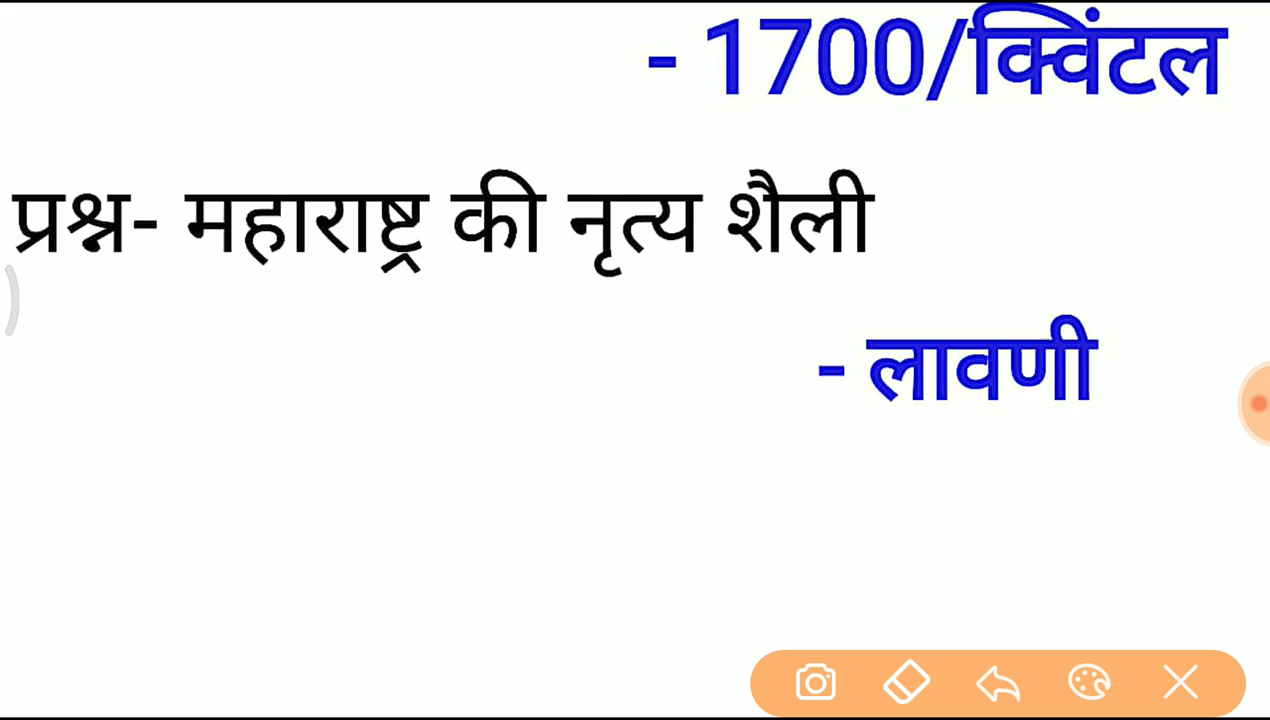 - 1700/क्विंटल
प्रश्न- महाराष्ट्र की नृत्य शैली
- लावणी